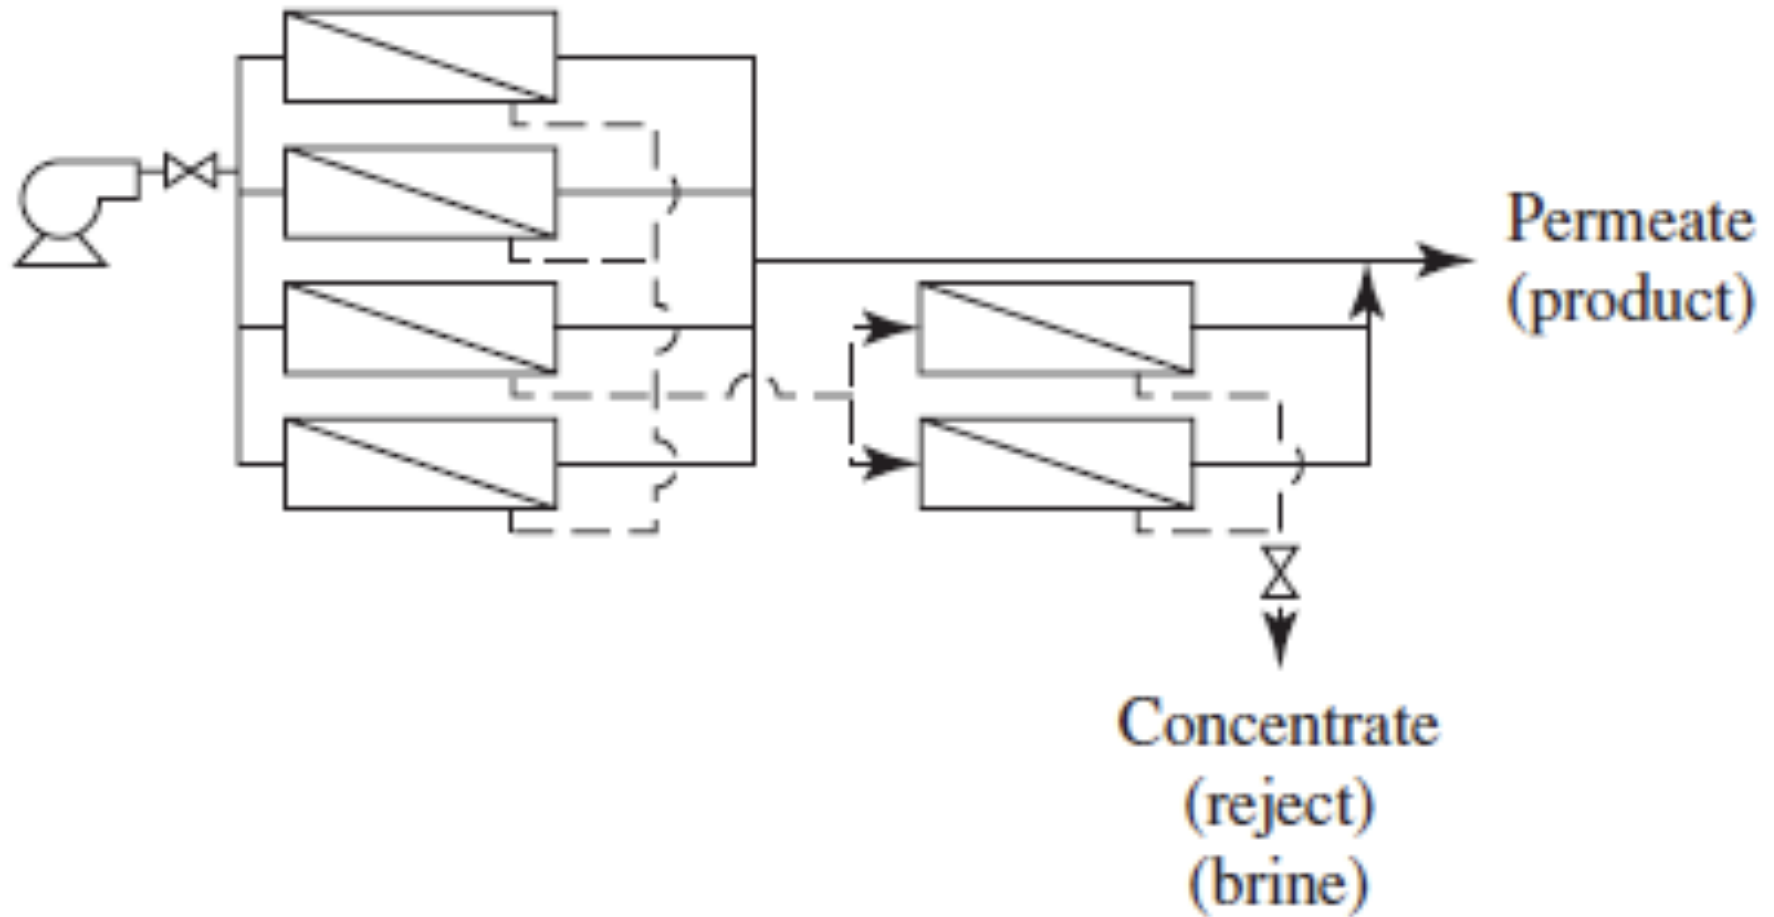 Permeate
(product)
Concentrate
(reject)
(brine)